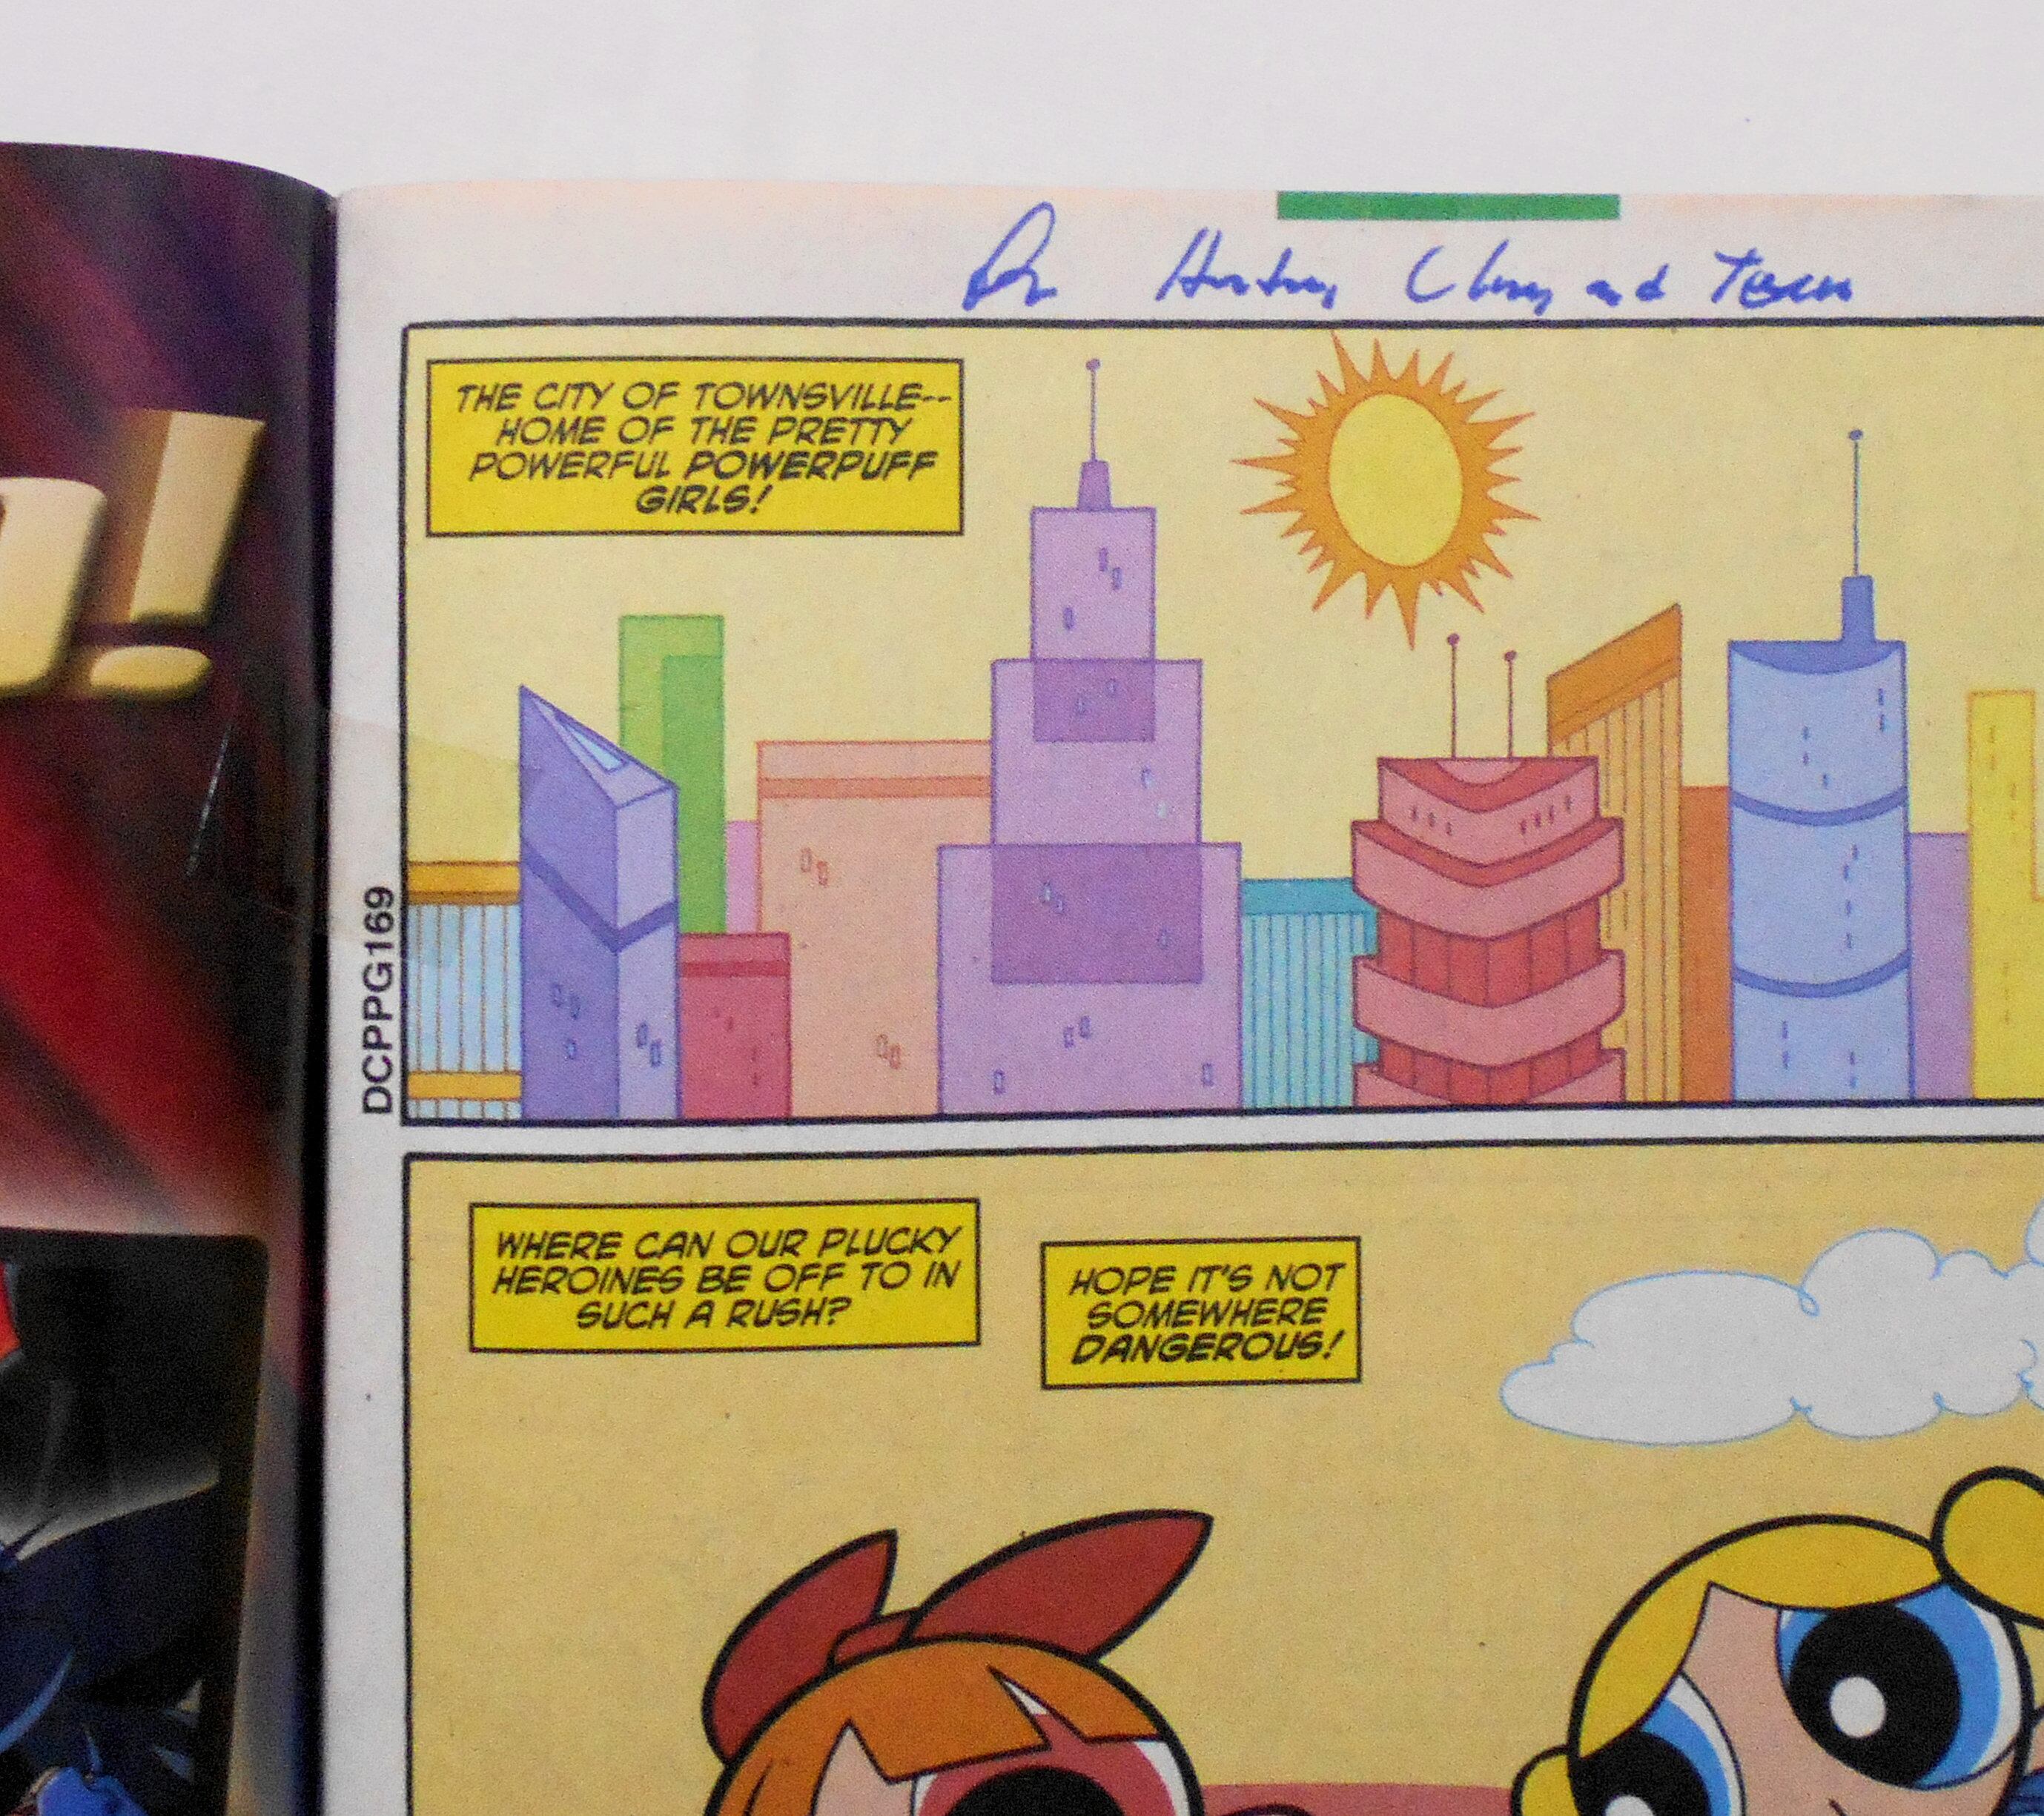 and
THE CITY OF TOWNSVILLE--
HOME OF THE PRETTY
POWERFUL POWERPUFF
GIRLS!
DCPPG169
WHERE CAN OUR PLUCKY
HEROINES BE OFF TO IN
SUCH A RUSH?
HOPE IT'S NOT
SOMEWHERE
DANGEROUS!
!